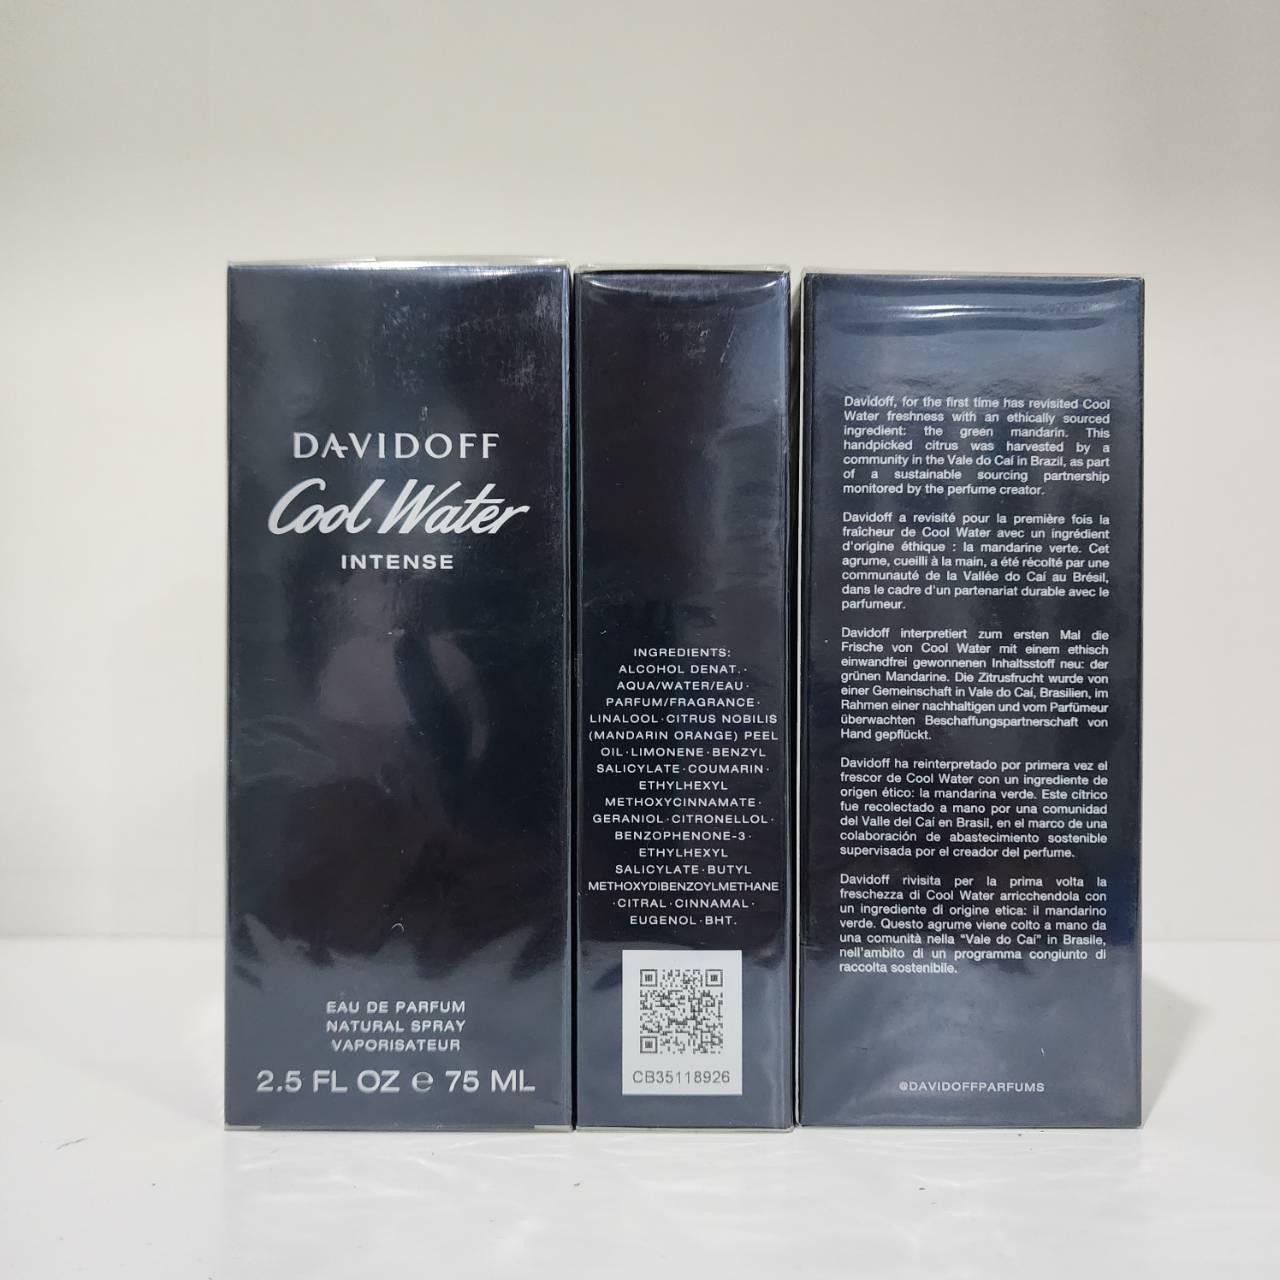 DAVIDOFF
Cool Water
INTENSE
EAU DE PARFUM
NATURAL SPRAY
VAPORISATEUR
2.5 FL OZ ℮ 75 ML
INGREDIENTS:
ALCOHOL DENAT.·
AQUA/WATER/EAU·
PARFUM/FRAGRANCE·
LINALOOL·CITRUS NOBILIS
(MANDARIN ORANGE) PEEL
OIL·LIMONENE·BENZYL
SALICYLATE·COUMARIN·
ETHYLHEXYL
METHOXYCINNAMATE·
GERANIOL·CITRONELLOL·
BENZOPHENONE-3·
ETHYLHEXYL
SALICYLATE·BUTYL
METHOXYDIBENZOYLMETHANE
·CITRAL·CINNAMAL·
EUGENOL·BHT.
CB35118926
Davidoff, for the first time has revisited Cool
Water freshness with an ethically sourced
ingredient: the green mandarin. This
handpicked citrus was harvested by a
community in the Vale do Caí in Brazil, as part
of a sustainable sourcing partnership
monitored by the perfume creator.
Davidoff a revisité pour la première fois la
fraîcheur de Cool Water avec un ingrédient
d'origine éthique : la mandarine verte. Cet
agrume, cueilli à la main, a été récolté par une
communauté de la Vallée do Caí au Brésil,
dans le cadre d'un partenariat durable avec le
parfumeur.
Davidoff interpretiert zum ersten Mal die
Frische von Cool Water mit einem ethisch
einwandfrei gewonnenen Inhaltsstoff neu: der
grünen Mandarine. Die Zitrusfrucht wurde von
einer Gemeinschaft in Vale do Caí, Brasilien, im
Rahmen einer nachhaltigen und vom Parfümeur
überwachten Beschaffungspartnerschaft von
Hand gepflückt.
Davidoff ha reinterpretado por primera vez el
frescor de Cool Water con un ingrediente de
origen ético: la mandarina verde. Este cítrico
fue recolectado a mano por una comunidad
del Valle del Caí en Brasil, en el marco de una
colaboración de abastecimiento sostenible
supervisada por el creador del perfume.
Davidoff rivisita per la prima volta la
freschezza di Cool Water arricchendola con
un ingrediente di origine etica: il mandarino
verde. Questo agrume viene colto a mano da
una comunità nella "Vale do Caí" in Brasile,
nell'ambito di un programma congiunto di
raccolta sostenibile.
@DAVIDOFFPARFUMS